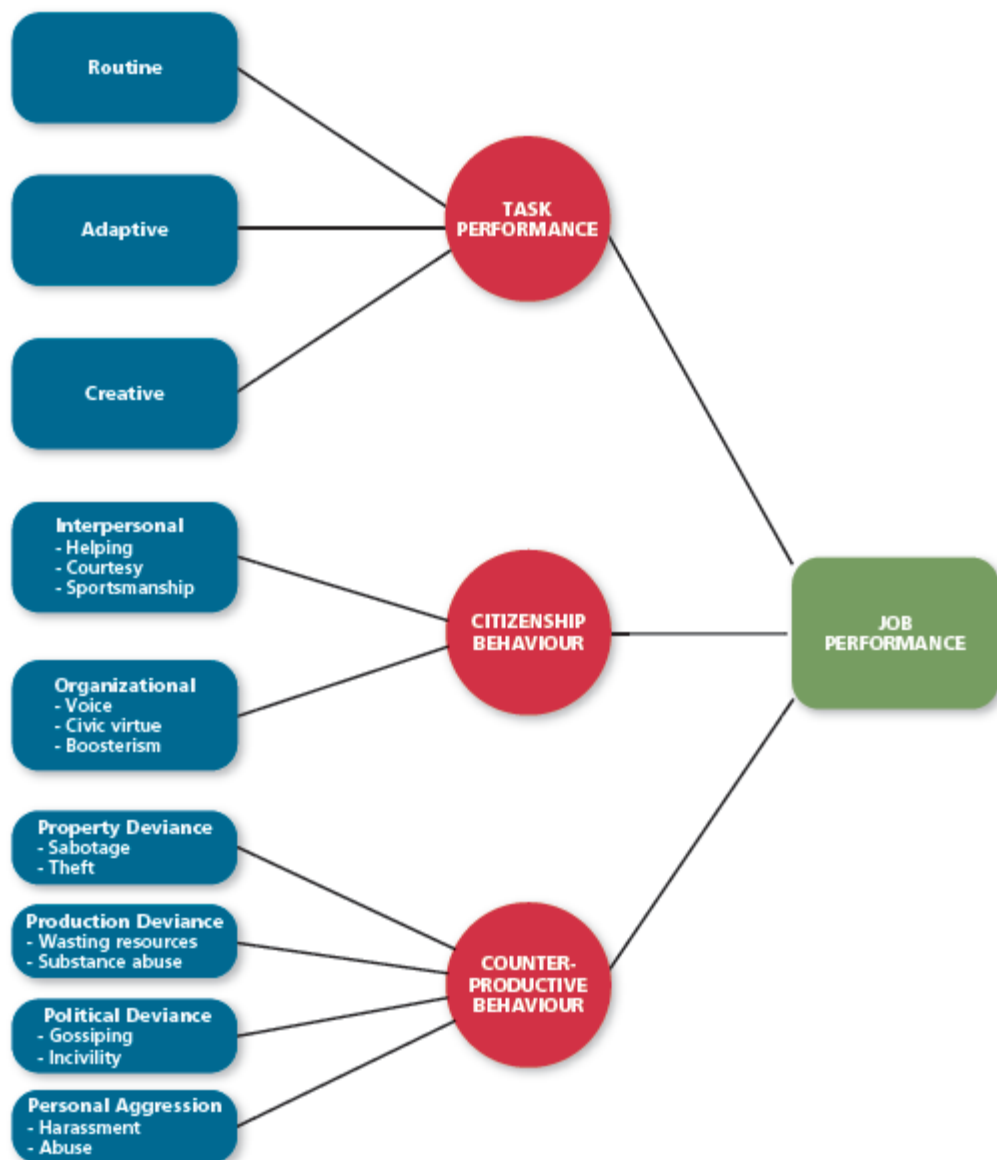 Routine
Adaptive
Creative
TASK
PERFORMANCE
Interpersonal
- Helping
- Courtesy
- Sportsmanship
Organizational
- Voice
- Civic virtue
- Boosterism
CITIZENSHIP
BEHAVIOUR
JOB
PERFORMANCE
Property Deviance
- Sabotage
- Theft
Production Deviance
- Wasting resources
- Substance abuse
Political Deviance
- Gossiping
- Incivility
Personal Aggression
- Harassment
- Abuse
COUNTER-
PRODUCTIVE
BEHAVIOUR